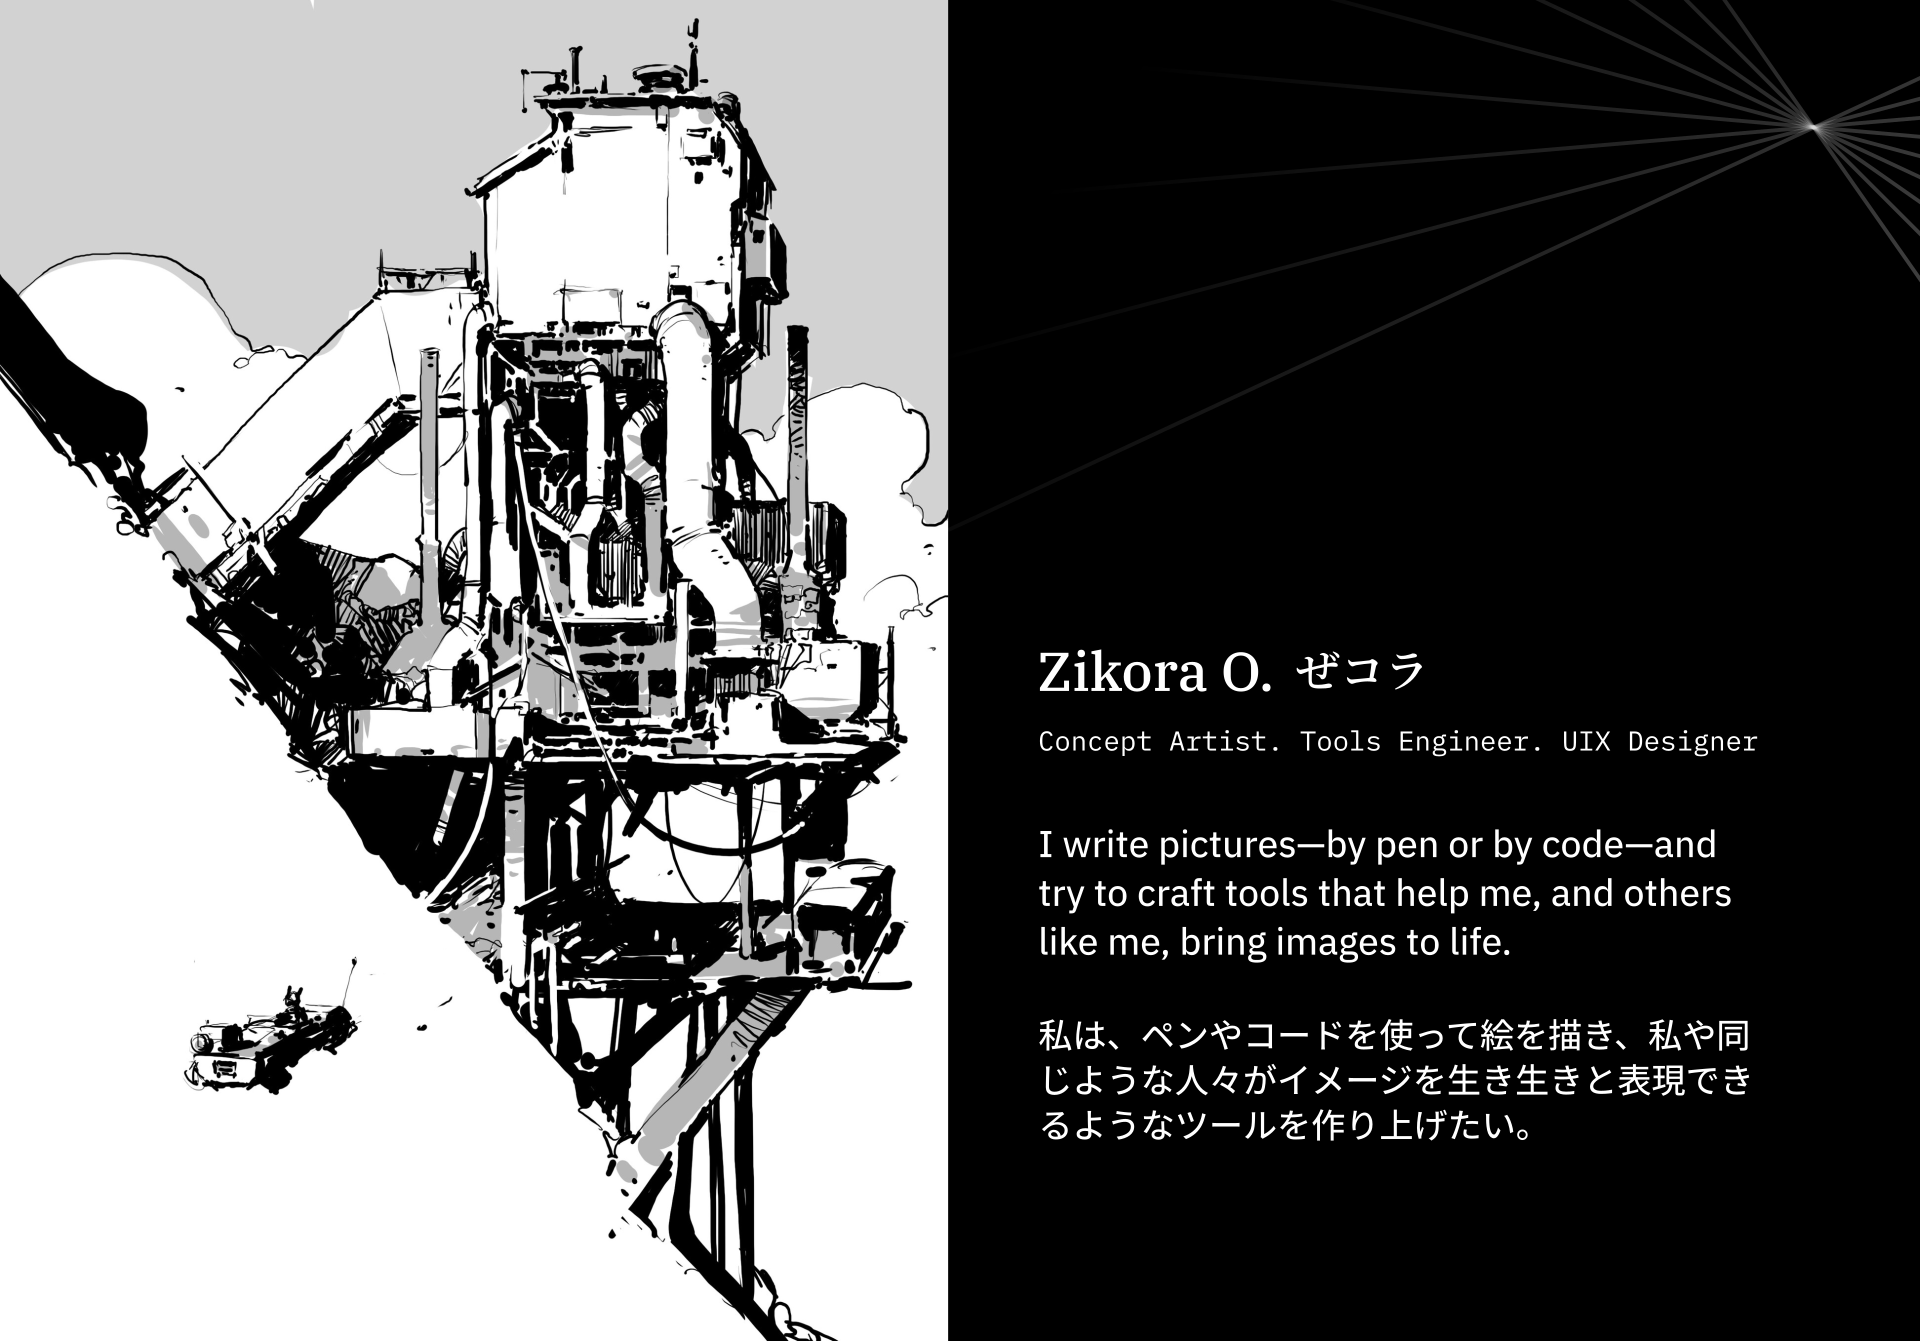 Zikora O. ぜコラ
Concept Artist. Tools Engineer. UIX Designer
I write pictures—by pen or by code—and
try to craft tools that help me, and others
like me, bring images to life.
私は、ペンやコードを使って絵を描き、私や同
じような人々がイメージを生き生きと表現でき
るようなツールを作り上げたい。